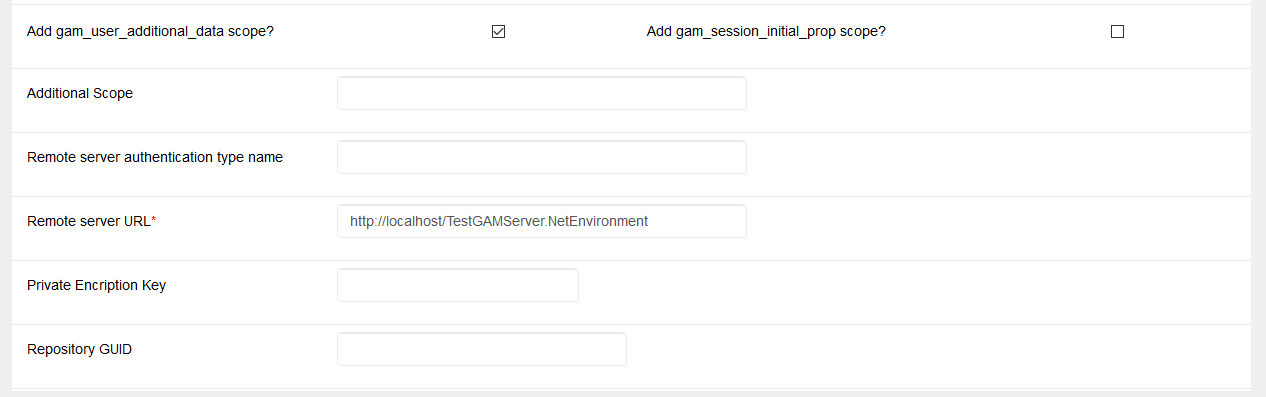 Add gam_user_additional_data scope? Add gam_session_initial_prop scope?
Additional Scope
Remote server authentication type name
Remote server URL* http://localhost/TestGAMServer.NetEnvironment
Private Encription Key
Repository GUID